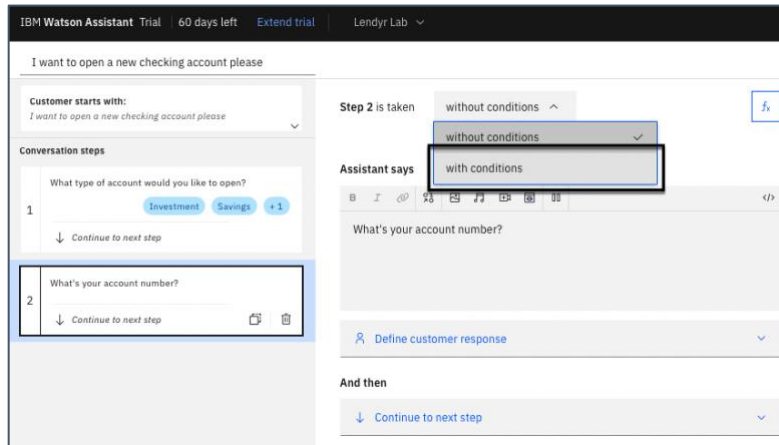 IBM Watson Assistant Trial 60 days left Extend trial Lendyr Lab
I want to open a new checking account please
Customer starts with:
I want to open a new checking account please
Conversation steps
1
What type of account would you like to open?
Investment Savings + 1
Continue to next step
2
What's your account number?
Continue to next step
Step 2 is taken without conditions
fx
without conditions
with conditions
Assistant says
B I </>
What's your account number?
Define customer response
And then
Continue to next step